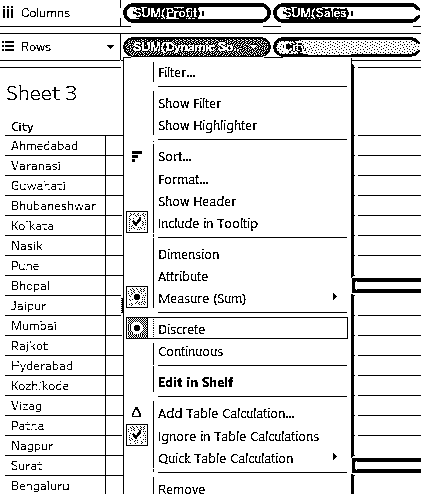 Columns
SUM(Profit)
SUM(Sales)
Rows
SUM(Dynamic So..
City
Sheet 3
City
Ahmedabad
Varanasi
Guwahati
Bhubaneshwar
Kolkata
Nasik
Pune
Bhopal
Jaipur
Mumbai
Rajkot
Hyderabad
Kozhikode
Vizag
Patna
Nagpur
Surat
Bengaluru
Filter...
Show Filter
Show Highlighter
Sort...
Format...
Show Header
Include in Tooltip
Dimension
Attribute
Measure (Sum)
Discrete
Continuous
Edit in Shelf
Add Table Calculation...
Ignore in Table Calculations
Quick Table Calculation
Remove